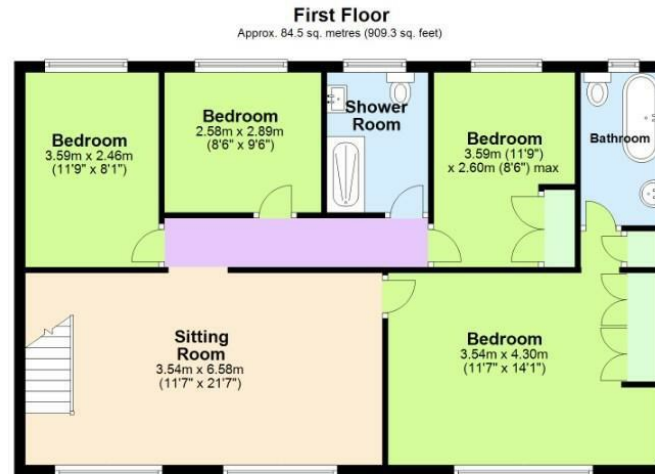 First Floor
Approx. 84.5 sq. metres (909.3 sq. feet)
Bedroom
3.59m x 2.46m
(11'9" x 8'1")
Bedroom
2.58m x 2.89m
(8'6" x 9'6")
Shower
Room
Bedroom
3.59m (11'9")
x 2.60m (8'6") max
Bathroom
Sitting
Room
3.54m x 6.58m
(11'7" x 21'7")
Bedroom
3.54m x 4.30m
(11'7" x 14'1")